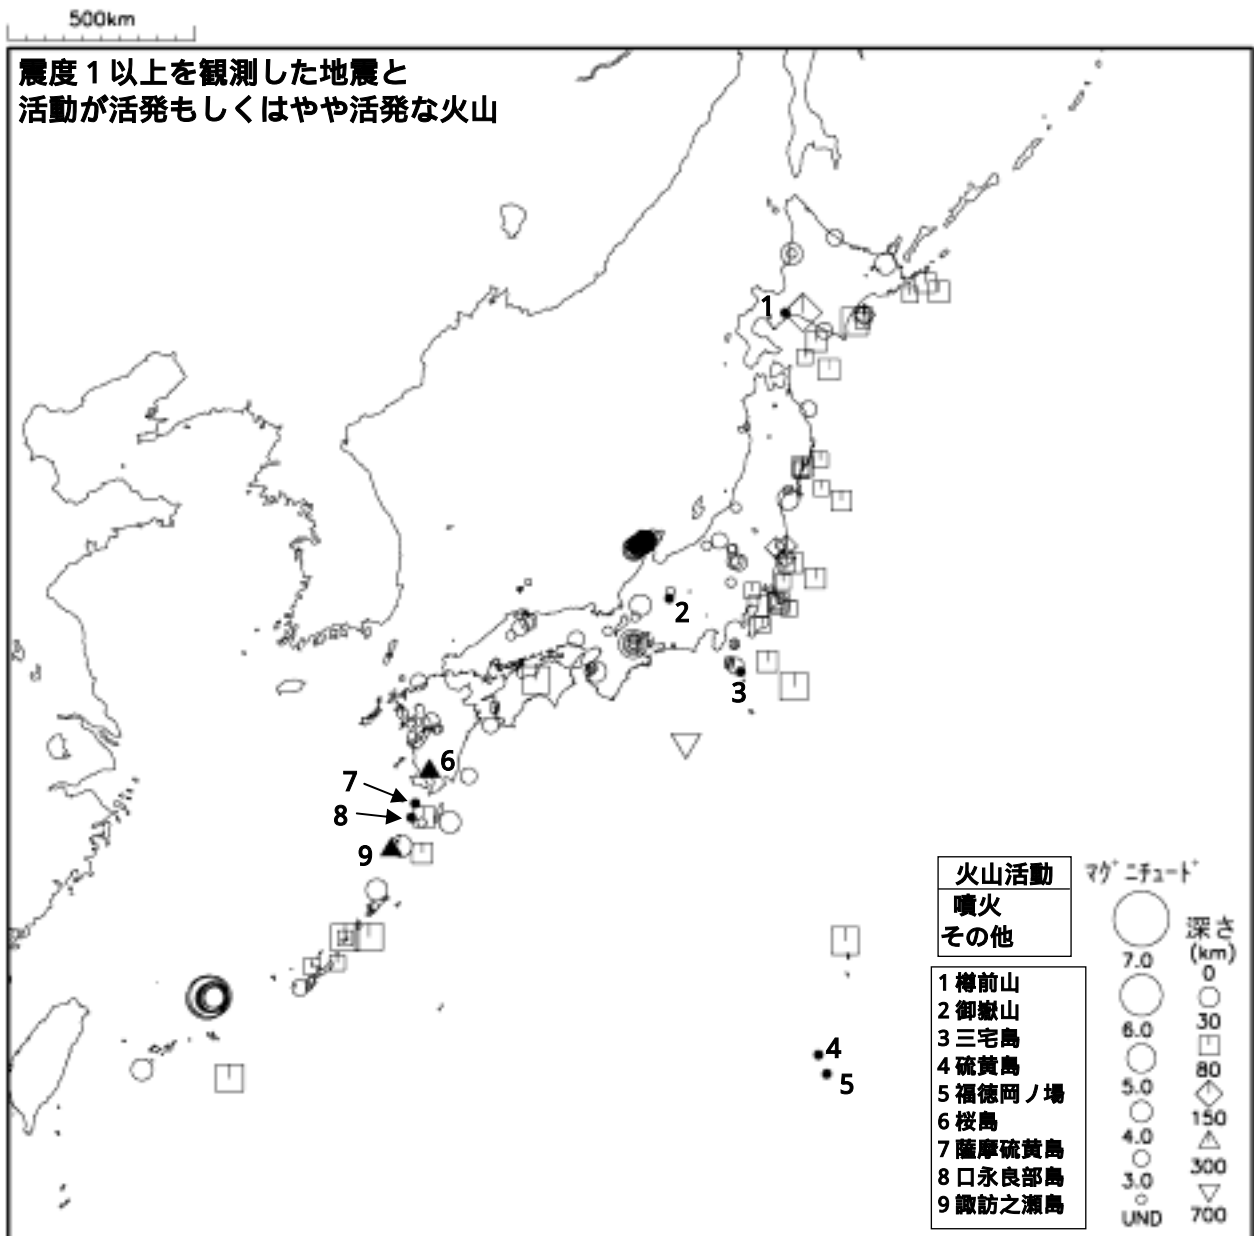 500km
震度１以上を観測した地震と
活動が活発もしくはやや活発な火山
1
2
3
6
7
8
9
4
5
火山活動
噴火
その他
1 樽前山
2 御嶽山
3 三宅島
4 硫黄島
5 福徳岡ノ場
6 桜島
7 薩摩硫黄島
8 口永良部島
9 諏訪之瀬島
ﾏｸﾞﾆﾁｭｰﾄﾞ
7.0
6.0
5.0
4.0
3.0
UND
深さ
(km)
0
30
80
150
300
700